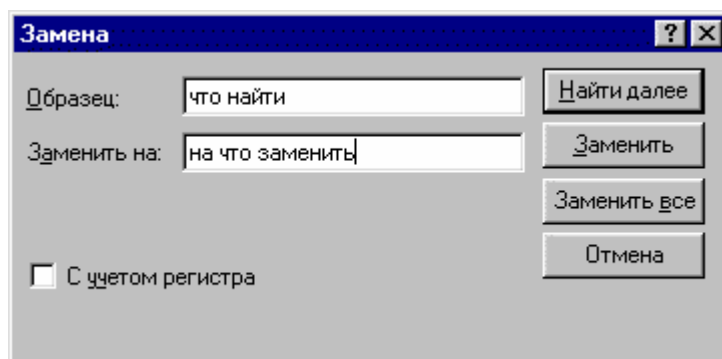 Замена
Образец: что найти Найти далее
Заменить на: на что заменить Заменить
Заменить все
Отмена
С учетом регистра